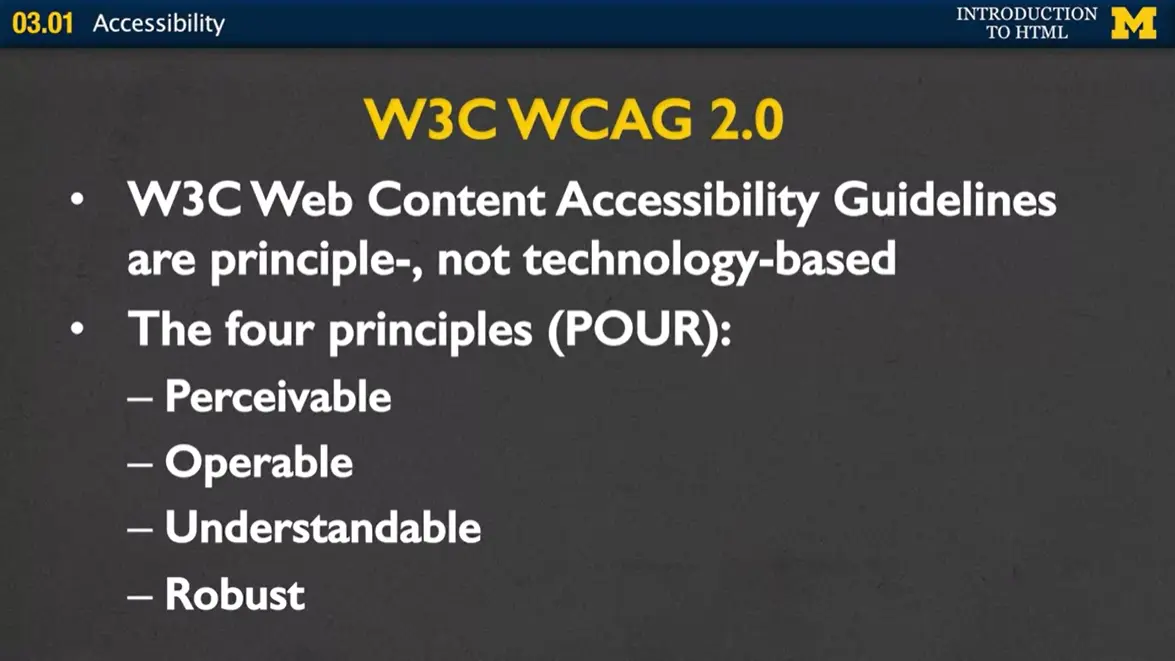 03.01 Accessibility
INTRODUCTION
TO HTML
M
W3C WCAG 2.0
• W3C Web Content Accessibility Guidelines
are principle-, not technology-based
• The four principles (POUR):
– Perceivable
– Operable
– Understandable
– Robust